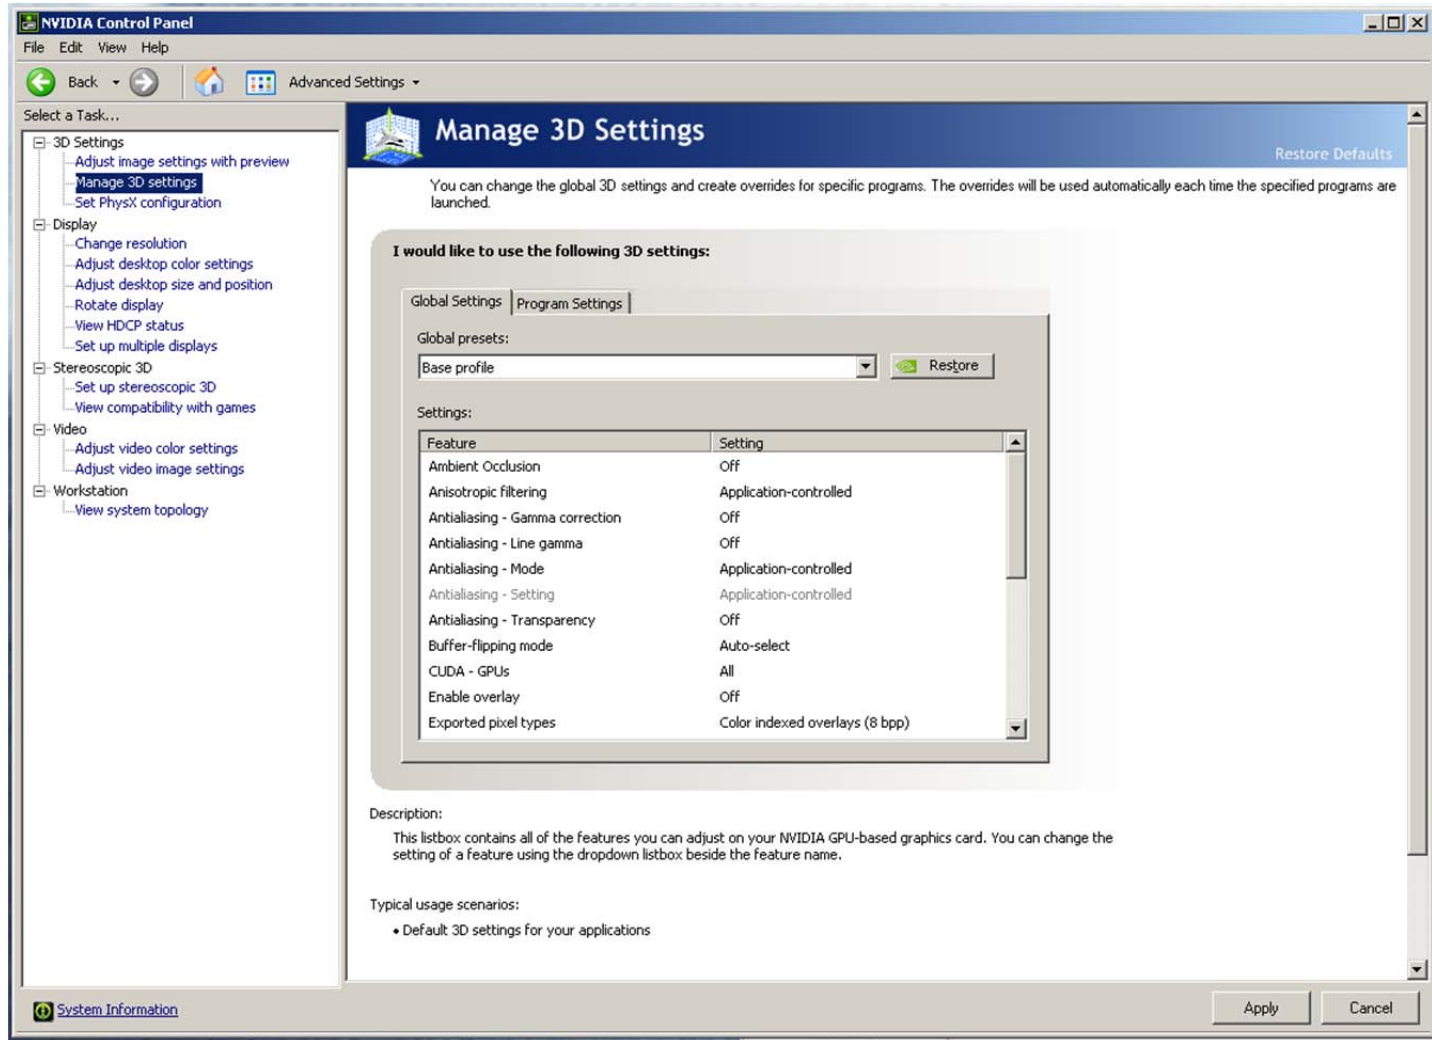 NVIDIA Control Panel
File Edit View Help
Back Advanced Settings
Select a Task...
3D Settings
Adjust image settings with preview
Manage 3D settings
Set PhysX configuration
Display
Change resolution
Adjust desktop color settings
Adjust desktop size and position
Rotate display
View HDCP status
Set up multiple displays
Stereoscopic 3D
Set up stereoscopic 3D
View compatibility with games
Video
Adjust video color settings
Adjust video image settings
Workstation
View system topology
Manage 3D Settings
Restore Defaults
You can change the global 3D settings and create overrides for specific programs. The overrides will be used automatically each time the specified programs are
launched.
I would like to use the following 3D settings:
Global Settings Program Settings
Global presets:
Base profile Restore
Settings:
Feature Setting
Ambient Occlusion Off
Anisotropic filtering Application-controlled
Antialiasing - Gamma correction Off
Antialiasing - Line gamma Off
Antialiasing - Mode Application-controlled
Antialiasing - Setting Application-controlled
Antialiasing - Transparency Off
Buffer-flipping mode Auto-select
CUDA - GPUs All
Enable overlay Off
Exported pixel types Color indexed overlays (8 bpp)
Description:
This listbox contains all of the features you can adjust on your NVIDIA GPU-based graphics card. You can change the
setting of a feature using the dropdown listbox beside the feature name.
Typical usage scenarios:
• Default 3D settings for your applications
System Information
Apply Cancel